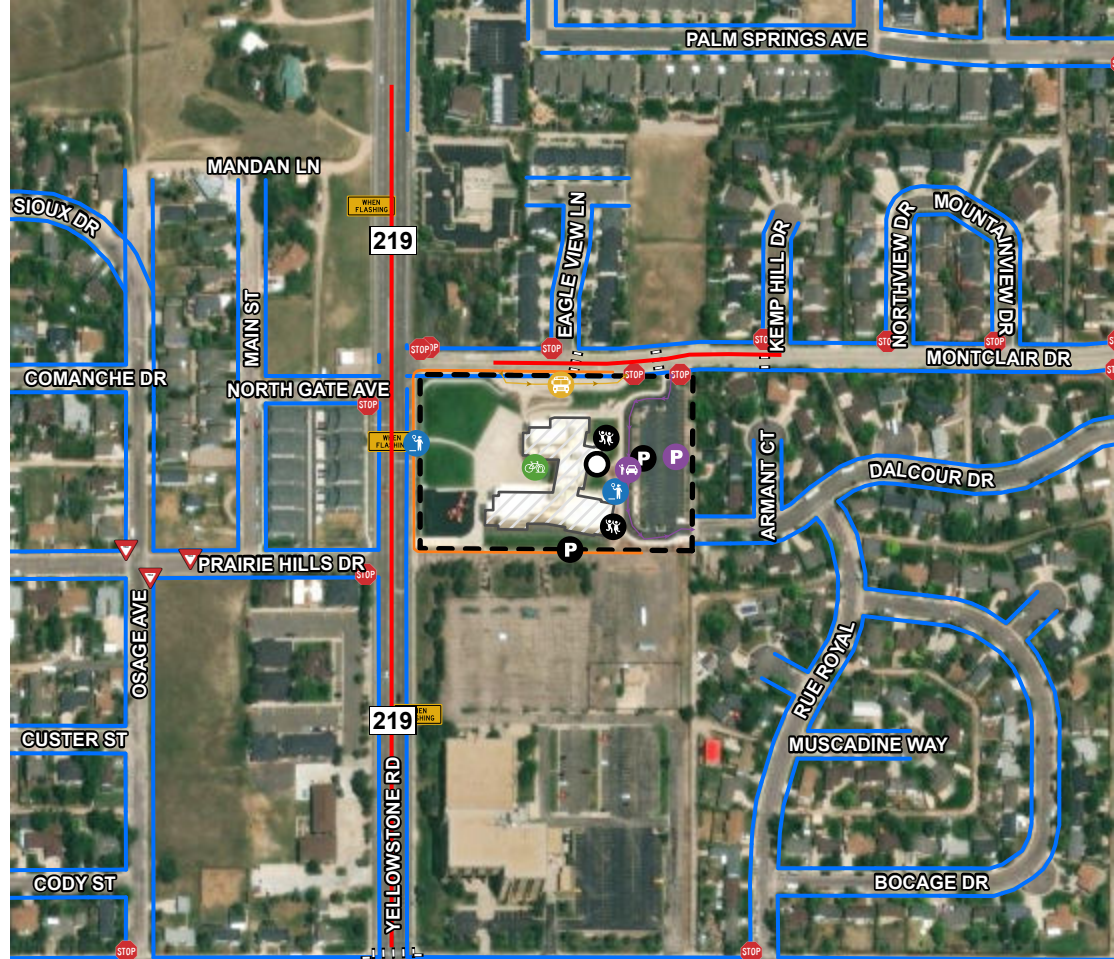 PALM SPRINGS AVE
MANDAN LN
WHEN
FLASHING
SIOUX DR
219
EAGLE VIEW LN
KEMP HILL DR
NORTHVIEW DR
MOUNTAINVIEW DR
MAIN ST
STOP
STOP
STOP
STOP
STOP
MONTCLAIR DR
COMANCHE DR
NORTH GATE AVE
STOP
STOP
STOP
WHEN
P
P
ARMANT CT
DALCOUR DR
P
PRAIRIE HILLS DR
STOP
OSAGE AVE
RUE ROYAL
219
CUSTER ST
MUSCADINE WAY
YELLOWSTONE RD
CODY ST
BOCAGE DR
STOP
STOP